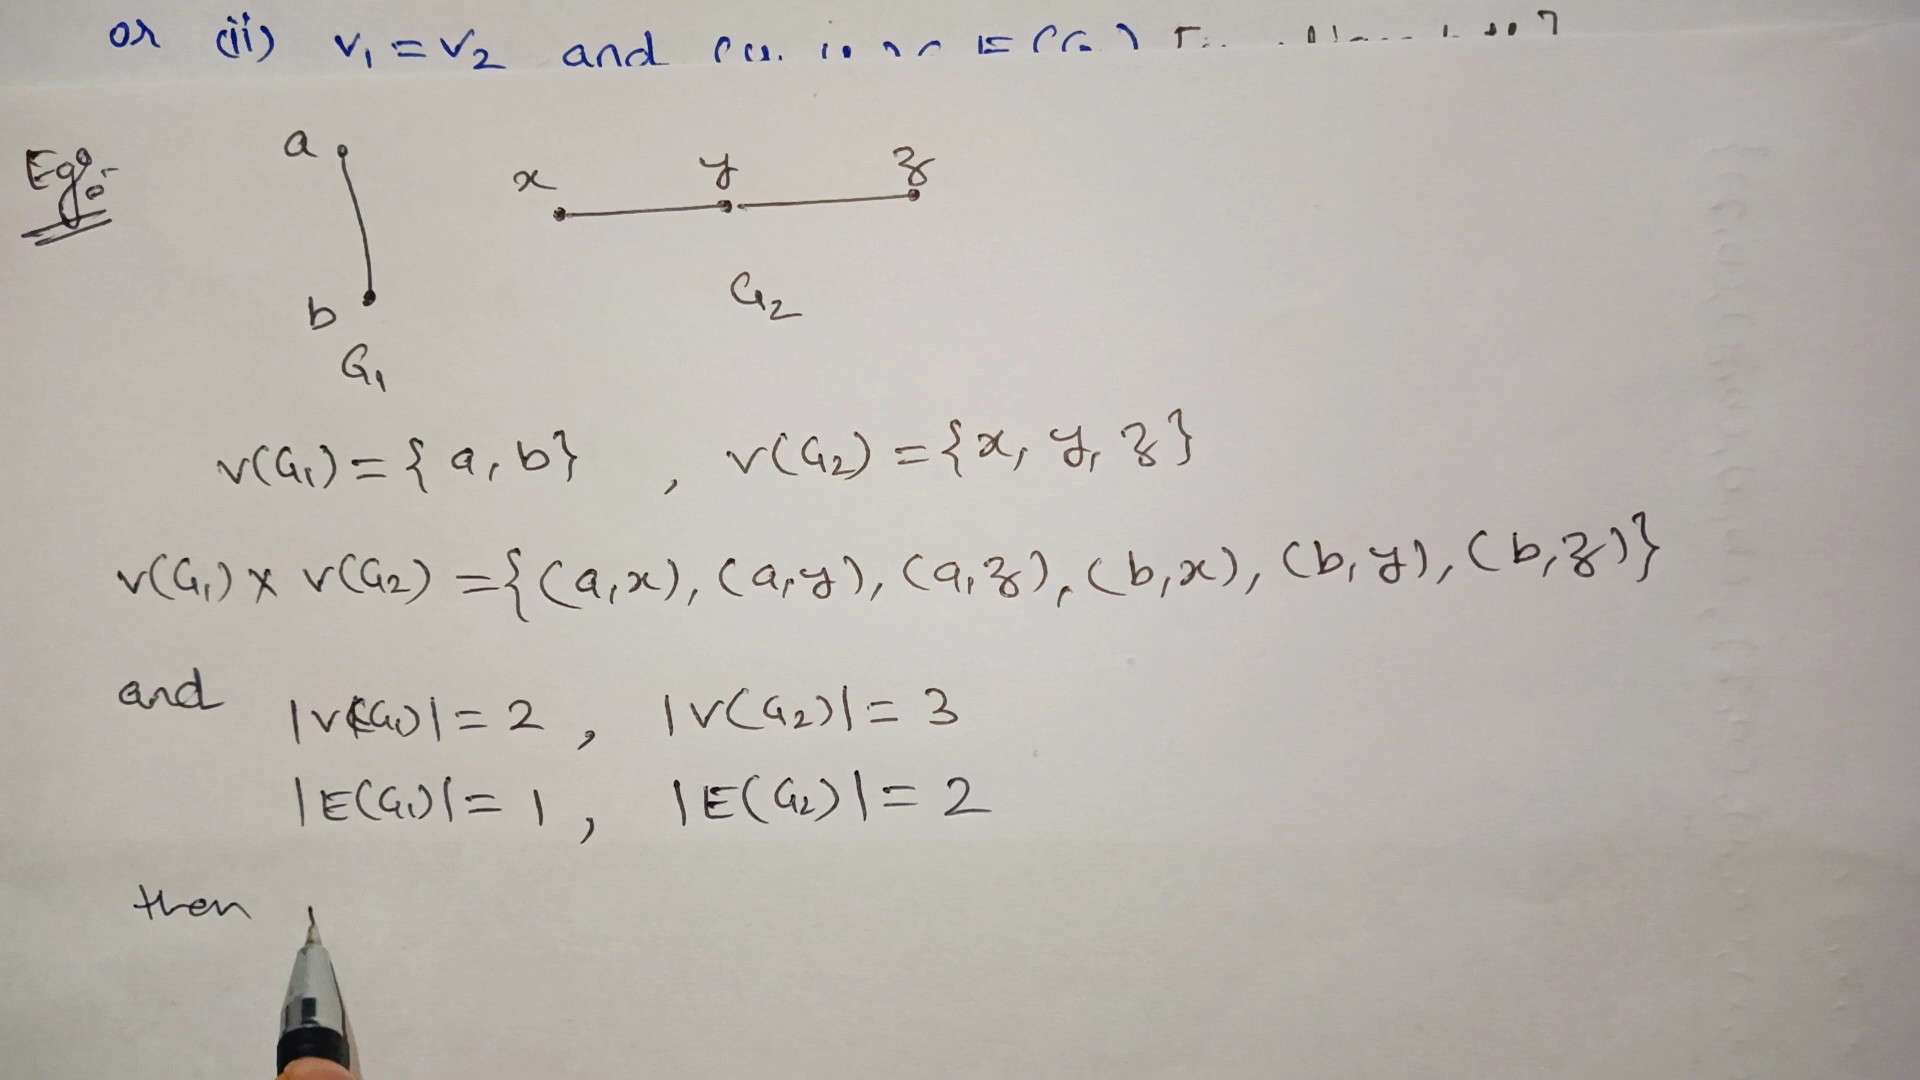 or (ii) v₁ = v₂ and
Eg:-
a
x y z
b
G₂
G₁
V(G₁) = { a, b } , V(G₂) = { x, y, z }
V(G₁) × V(G₂) = { (a, x), (a, y), (a, z), (b, x), (b, y), (b, z) }
and |V(G₁)| = 2 , |V(G₂)| = 3
|E(G₁)| = 1 , |E(G₂)| = 2
then